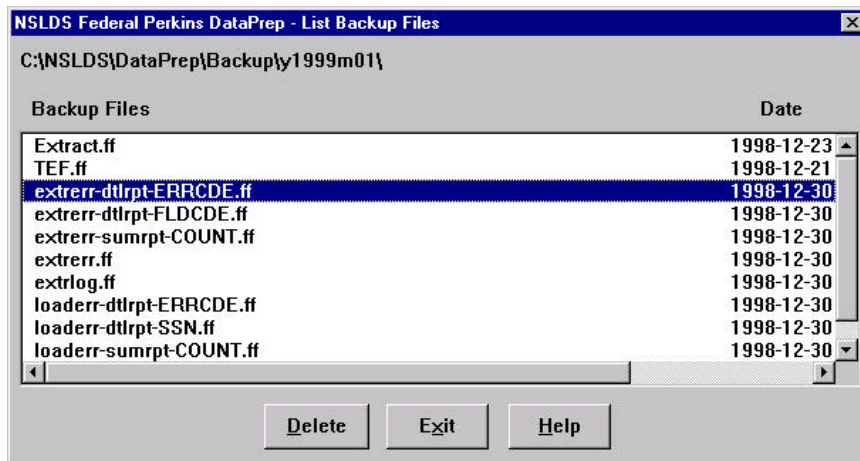 NSLDS Federal Perkins DataPrep - List Backup Files
C:\NSLDS\DataPrep\Backup\y1999m01\
Backup Files Date
Extract.ff 1998-12-23
TEF.ff 1998-12-21
extrerr-dtlrpt-ERRCDE.ff 1998-12-30
extrerr-dtlrpt-FLDCDE.ff 1998-12-30
extrerr-sumrpt-COUNT.ff 1998-12-30
extrerr.ff 1998-12-30
extrlog.ff 1998-12-30
loaderr-dtlrpt-ERRCDE.ff 1998-12-30
loaderr-dtlrpt-SSN.ff 1998-12-30
loaderr-sumrpt-COUNT.ff 1998-12-30
Delete Exit Help